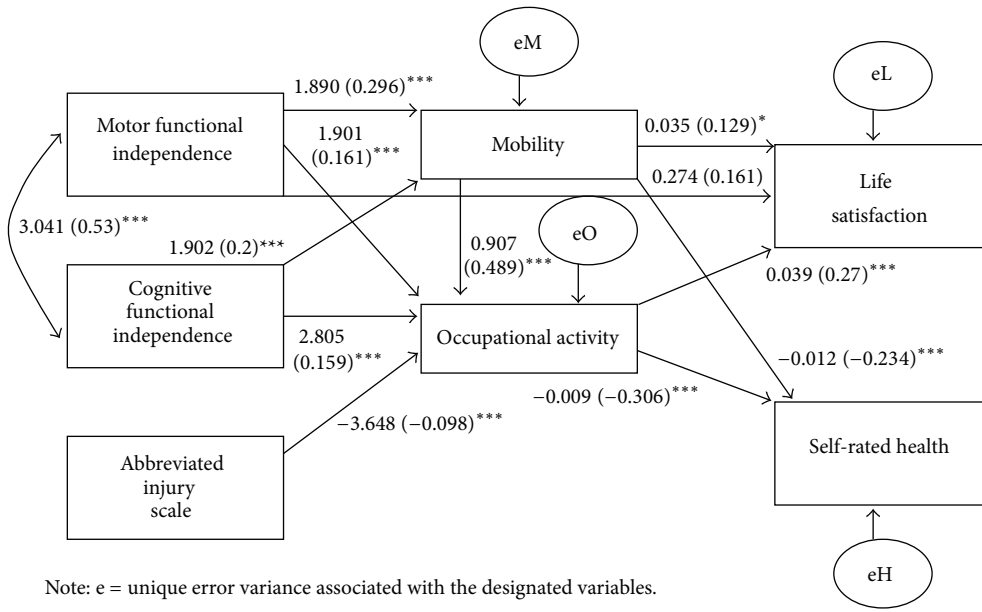 eM
eL
1.890 (0.296)***
Motor functional
independence
1.901
(0.161)***
Mobility
0.035 (0.129)*
0.274 (0.161)
Life
satisfaction
3.041 (0.53)***
1.902 (0.2)***
0.907
(0.489)***
eO
0.039 (0.27)***
Cognitive
functional
independence
2.805
(0.159)***
Occupational activity
−0.012 (−0.234)***
−0.009 (−0.306)***
−3.648 (−0.098)***
Abbreviated
injury
scale
Self-rated health
eH
Note: e = unique error variance associated with the designated variables.